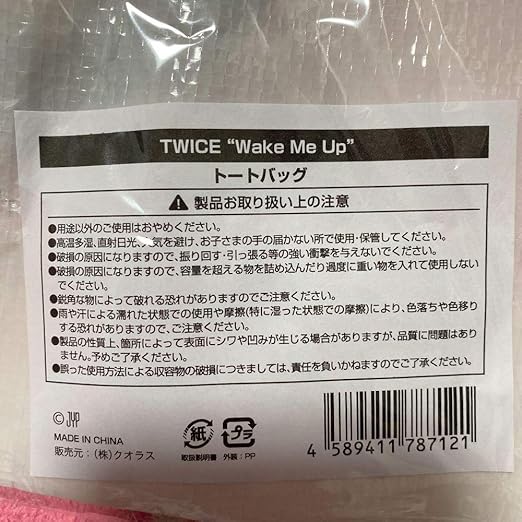 TWICE “Wake Me Up”
トートバッグ
⚠製品お取り扱い上の注意
●用途以外のご使用はおやめください。
●高温多湿、直射日光、火気を避け、お子さまの手の届かない所で使用・保管してください。
●破損の原因になりますので、振り回す・引っ張る等の強い衝撃を与えないでください。
●破損の原因になりますので、容量を超える物を詰め込んだり過度に重い物を入れて使用しない
でください。
●鋭角な物によって破れる恐れがありますのでご注意ください。
●雨や汗による濡れた状態での使用や摩擦(特に湿った状態での摩擦)により、色落ちや色移り
する恐れがありますので、ご注意ください。
●製品の性質上、箇所によって表面にシワや凹みが生じる場合がありますが、品質に問題はあり
ません。予めご了承ください。
●誤った使用方法による収容物の破損につきましては、責任を負いかねますのでご了承ください。
© JYP
MADE IN CHINA
販売元：(株)クオラス
紙
取扱説明書
プラ
外装：PP
4 589411 787121